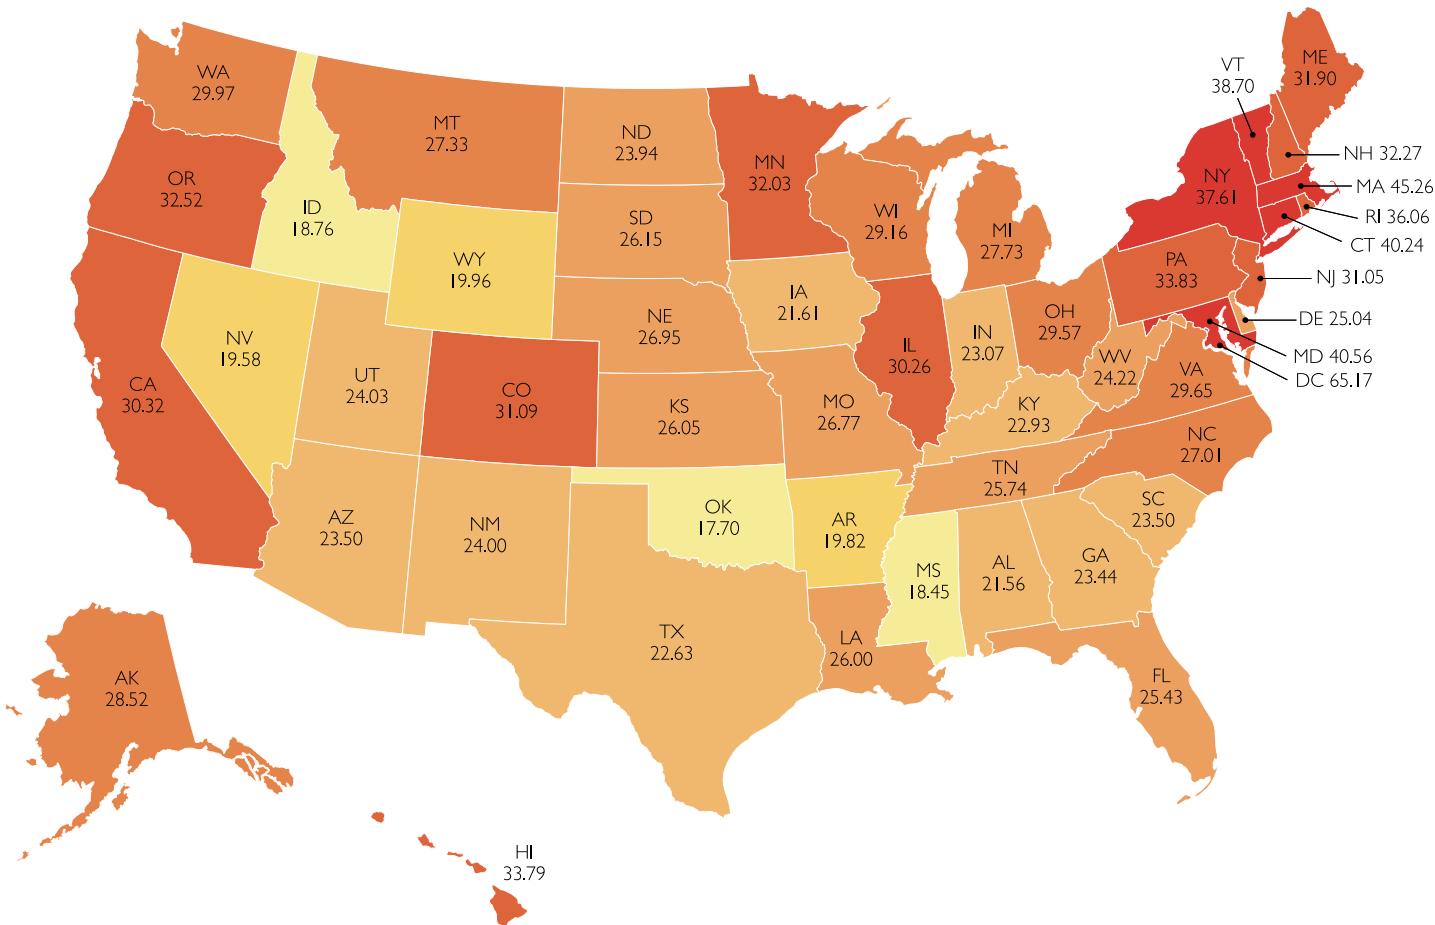 WA
29.97
MT
27.33
ND
23.94
MN
32.03
VT
38.70
ME
31.90
NH 32.27
OR
32.52
ID
18.76
SD
26.15
WI
29.16
MI
27.73
NY
37.61
MA 45.26
RI 36.06
CT 40.24
WY
19.96
PA
33.83
NJ 31.05
IA
21.61
NE
26.95
OH
29.57
DE 25.04
NV
19.58
IN
23.07
IL
30.26
MD 40.56
DC 65.17
WV
24.22
VA
29.65
CA
30.32
UT
24.03
CO
31.09
KS
26.05
MO
26.77
KY
22.93
NC
27.01
TN
25.74
SC
23.50
OK
17.70
AR
19.82
AZ
23.50
NM
24.00
GA
23.44
AL
21.56
MS
18.45
TX
22.63
LA
26.00
FL
25.43
AK
28.52
HI
33.79